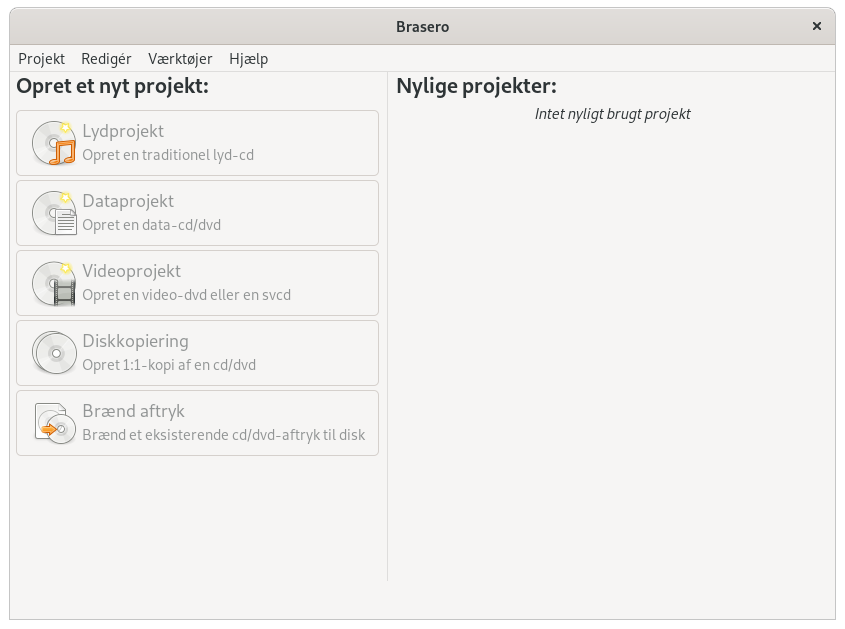 Brasero
Projekt Redigér Værktøjer Hjælp
Opret et nyt projekt:
Lydprojekt
Opret en traditionel lyd-cd
Dataprojekt
Opret en data-cd/dvd
Videoprojekt
Opret en video-dvd eller en svcd
Diskkopiering
Opret 1:1-kopi af en cd/dvd
Brænd aftryk
Brænd et eksisterende cd/dvd-aftryk til disk
Nylige projekter:
Intet nyligt brugt projekt